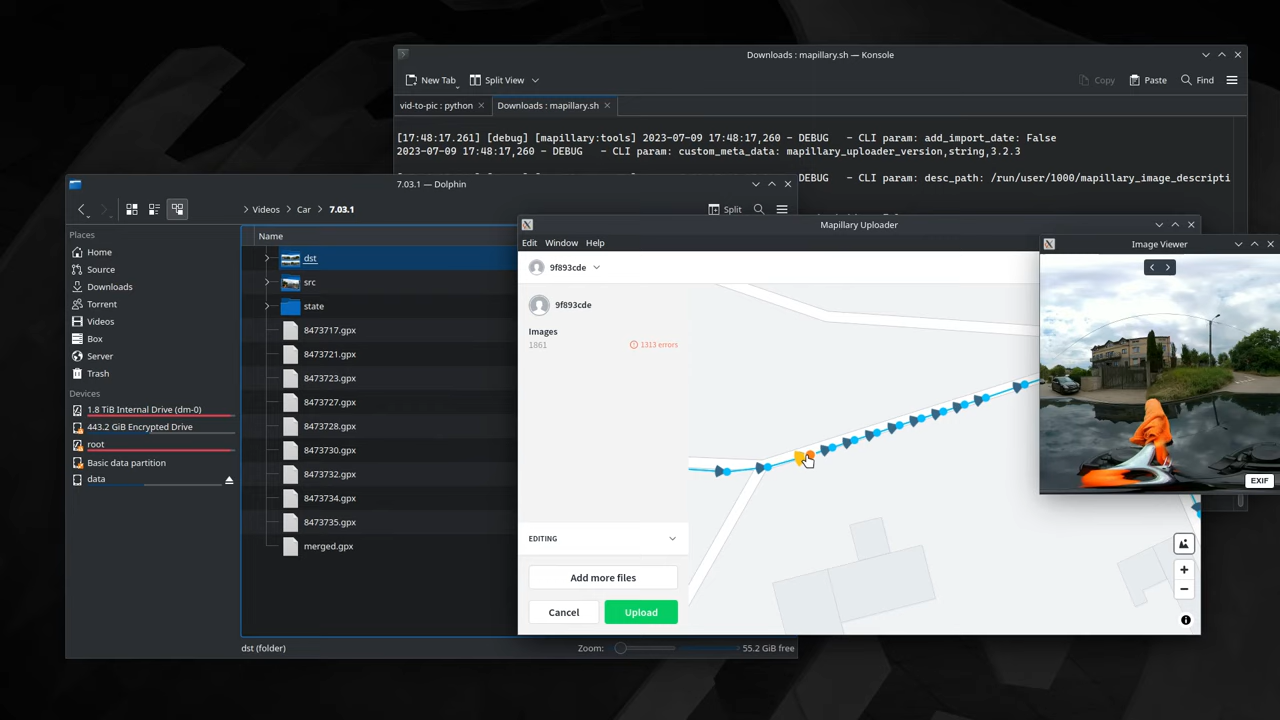 Downloads : mapillary.sh — Konsole
New Tab
Split View
Copy
Paste
Find
vid-to-pic : python
Downloads : mapillary.sh
[17:48:17.261] [debug] [mapillary:tools] 2023-07-09 17:48:17,260 - DEBUG   - CLI param: add_import_date: False
2023-07-09 17:48:17,260 - DEBUG   - CLI param: custom_meta_data: mapillary_uploader_version,string,3.2.3
- CLI param: desc_path: /run/user/1000/mapillary_image_descripti
7.03.1 — Dolphin
Videos
Car
7.03.1
Split
Places
Home
Source
Downloads
Torrent
Videos
Box
Server
Trash
Devices
1.8 TiB Internal Drive (dm-0)
443.2 GiB Encrypted Drive
root
Basic data partition
data
Name
dst
src
state
8473717.gpx
8473721.gpx
8473723.gpx
8473727.gpx
8473728.gpx
8473730.gpx
8473732.gpx
8473734.gpx
8473735.gpx
merged.gpx
dst (folder)
Zoom:
55.2 GiB free
Mapillary Uploader
Edit
Window
Help
9f893cde
9f893cde
Images
1861
1313 errors
EDITING
Add more files
Cancel
Upload
Image Viewer
EXIF